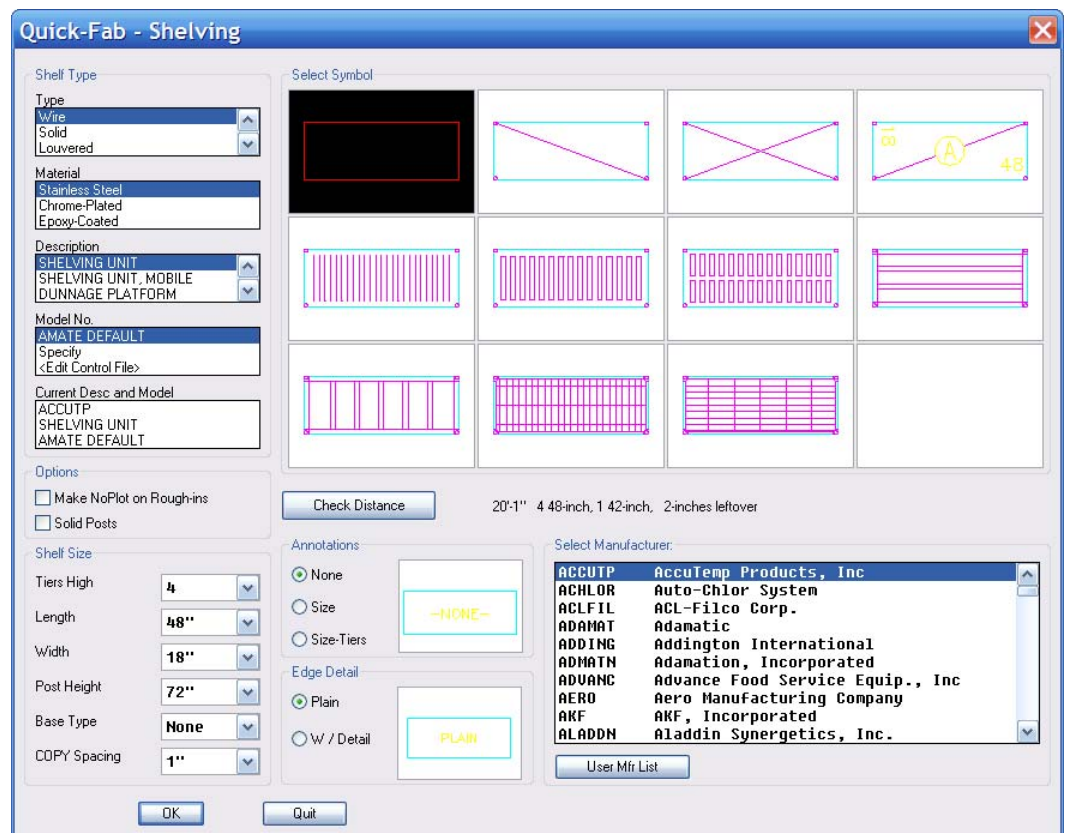 Quick-Fab - Shelving
Shelf Type
Type
Wire
Solid
Louvered
Material
Stainless Steel
Chrome-Plated
Epoxy-Coated
Description
SHELVING UNIT
SHELVING UNIT, MOBILE
DUNNAGE PLATFORM
Model No.
AMATE DEFAULT
Specify
<Edit Control File>
Current Desc and Model
ACCUTP
SHELVING UNIT
AMATE DEFAULT
Options
Make NoPlot on Rough-ins
Solid Posts
Shelf Size
Tiers High 4
Length 48"
Width 18"
Post Height 72"
Base Type None
COPY Spacing 1"
OK Quit
Select Symbol
18 A 48
Check Distance 20'-1" 4 48-inch, 1 42-inch, 2-inches leftover
Annotations
None
Size
Size-Tiers
-NONE-
Edge Detail
Plain
W / Detail
PLAIN
Select Manufacturer:
ACCUTP AccuTemp Products, Inc
ACHLOR Auto-Chlor System
ACLFIL ACL-Filco Corp.
ADAMAT Adamatic
ADDING Addington International
ADMATN Adamation, Incorporated
ADVANC Advance Food Service Equip., Inc
AERO Aero Manufacturing Company
AKF AKF, Incorporated
ALADDN Aladdin Synergetics, Inc.
User Mfr List